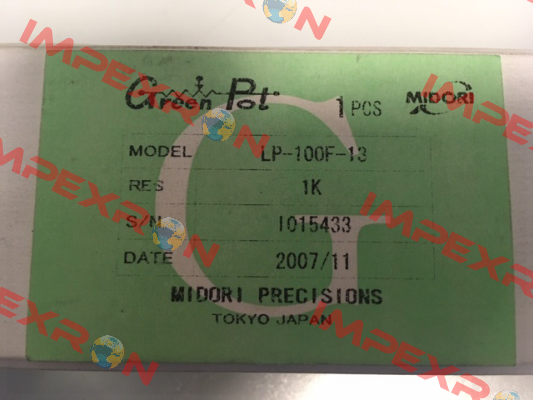 Green Pot
1 PCS
MIDORI
MODEL LP-100F-13
RES 1K
S/N I015433
DATE 2007/11
MIDORI PRECISIONS
TOKYO JAPAN
IMPEXRON
IMPEXRON
IMPEXRON
IMPEXRON
IMPEXRON